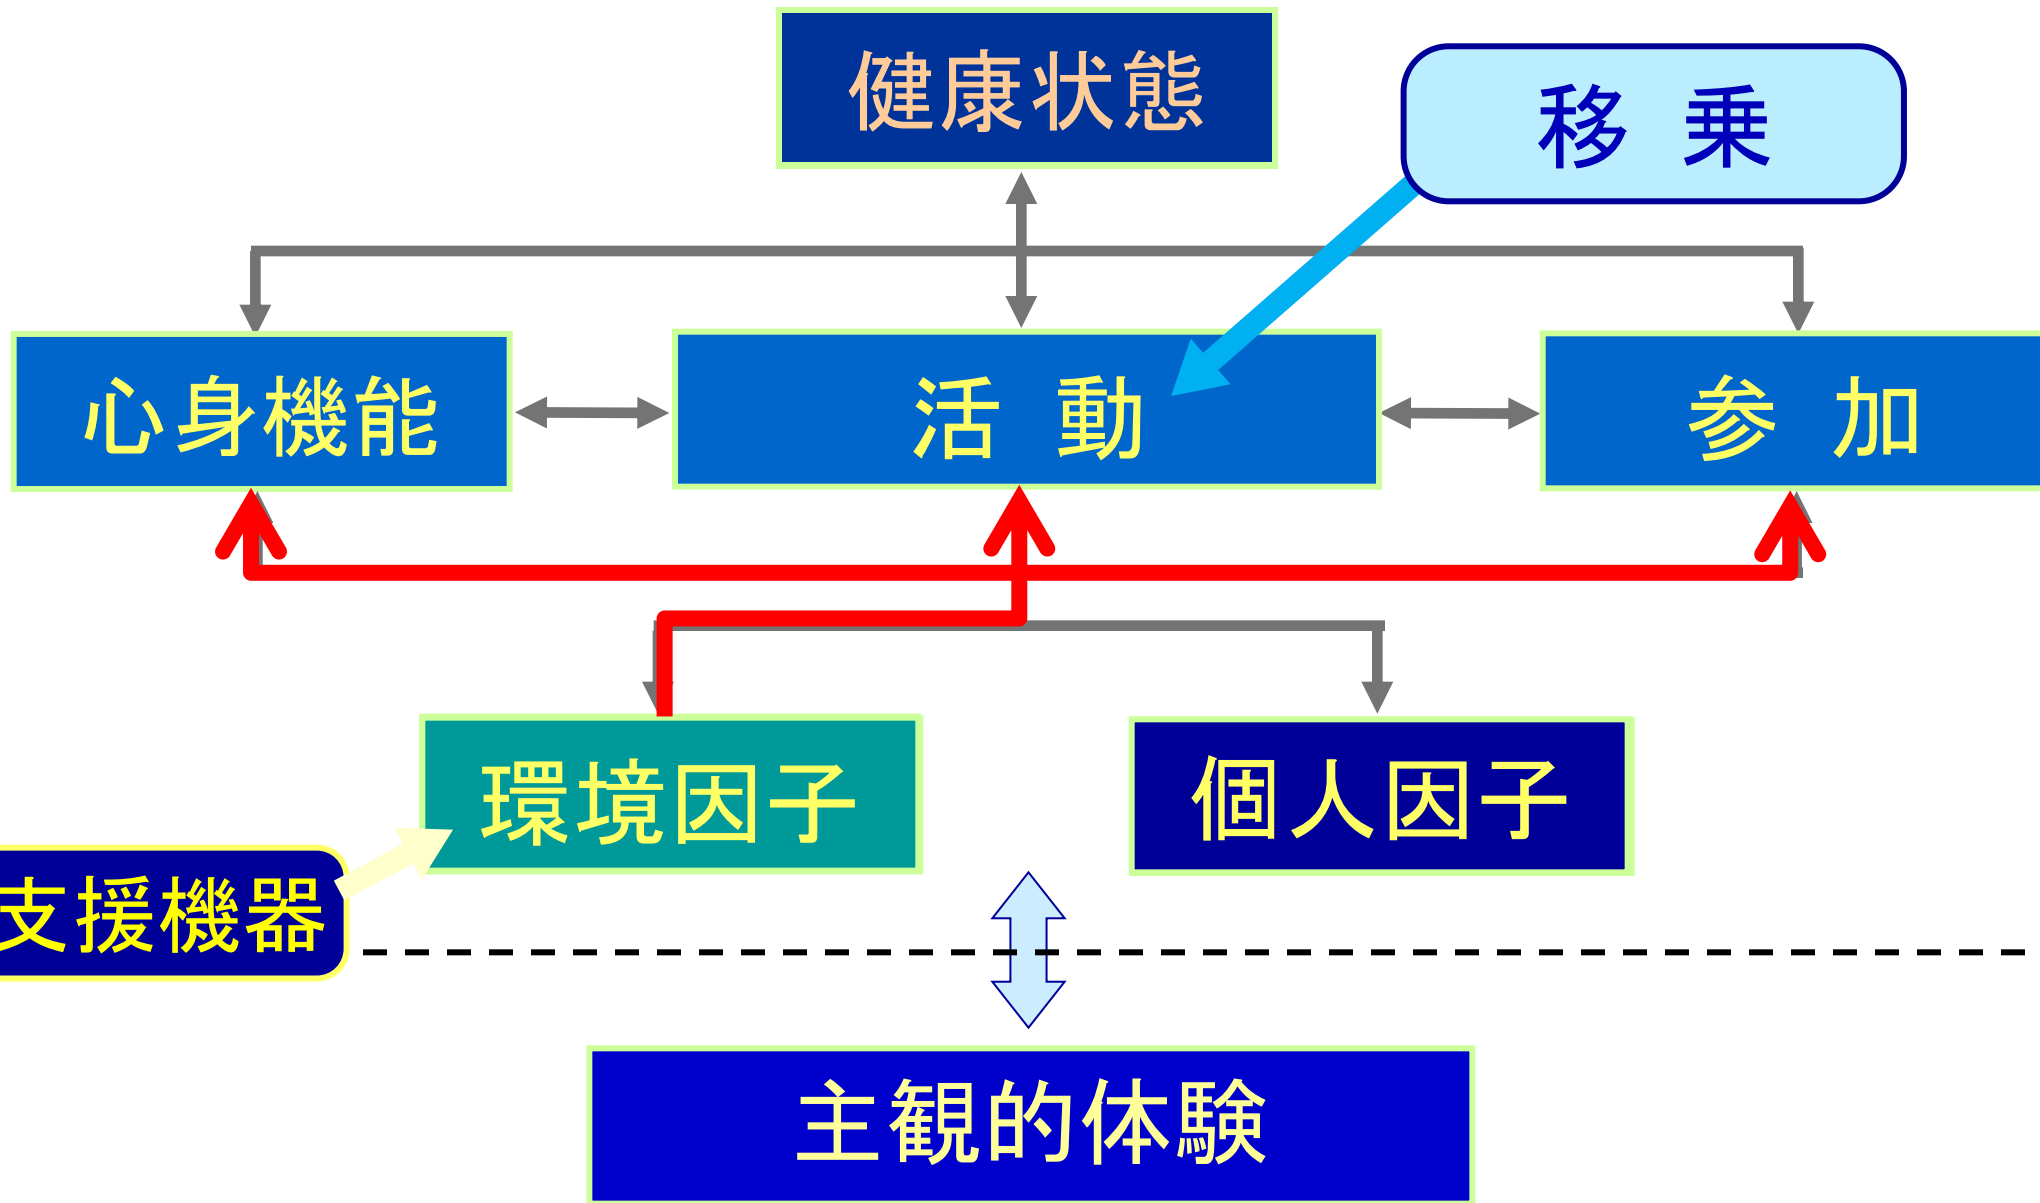 健康状態
移 乗
心身機能
活 動
参 加
環境因子
個人因子
支援機器
主観的体験